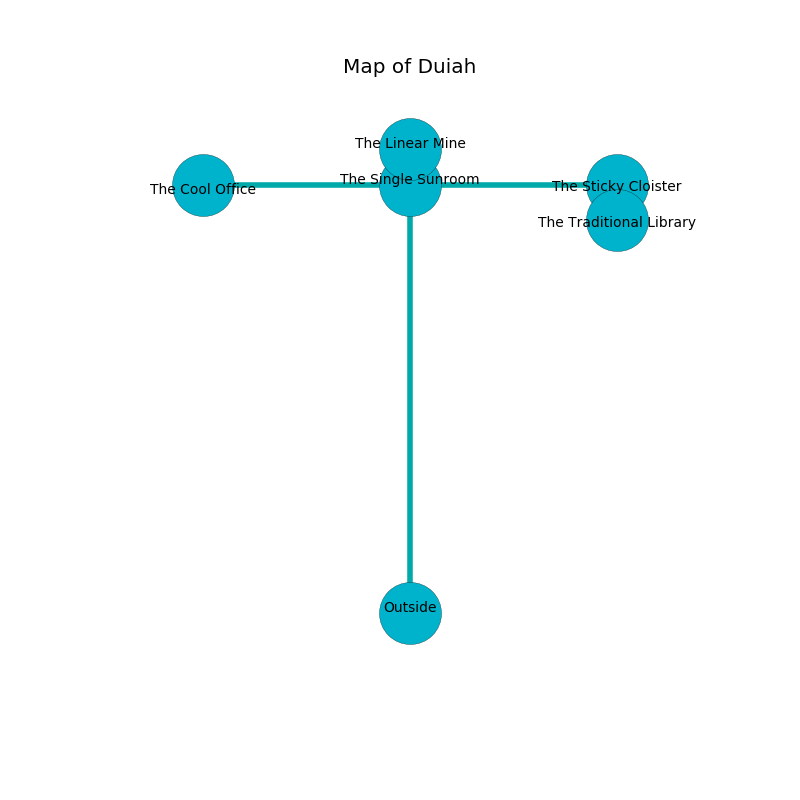 Map of Duiah
The Linear Mine
The Single Sunroom
The Cool Office
The Sticky Cloister
The Traditional Library
Outside